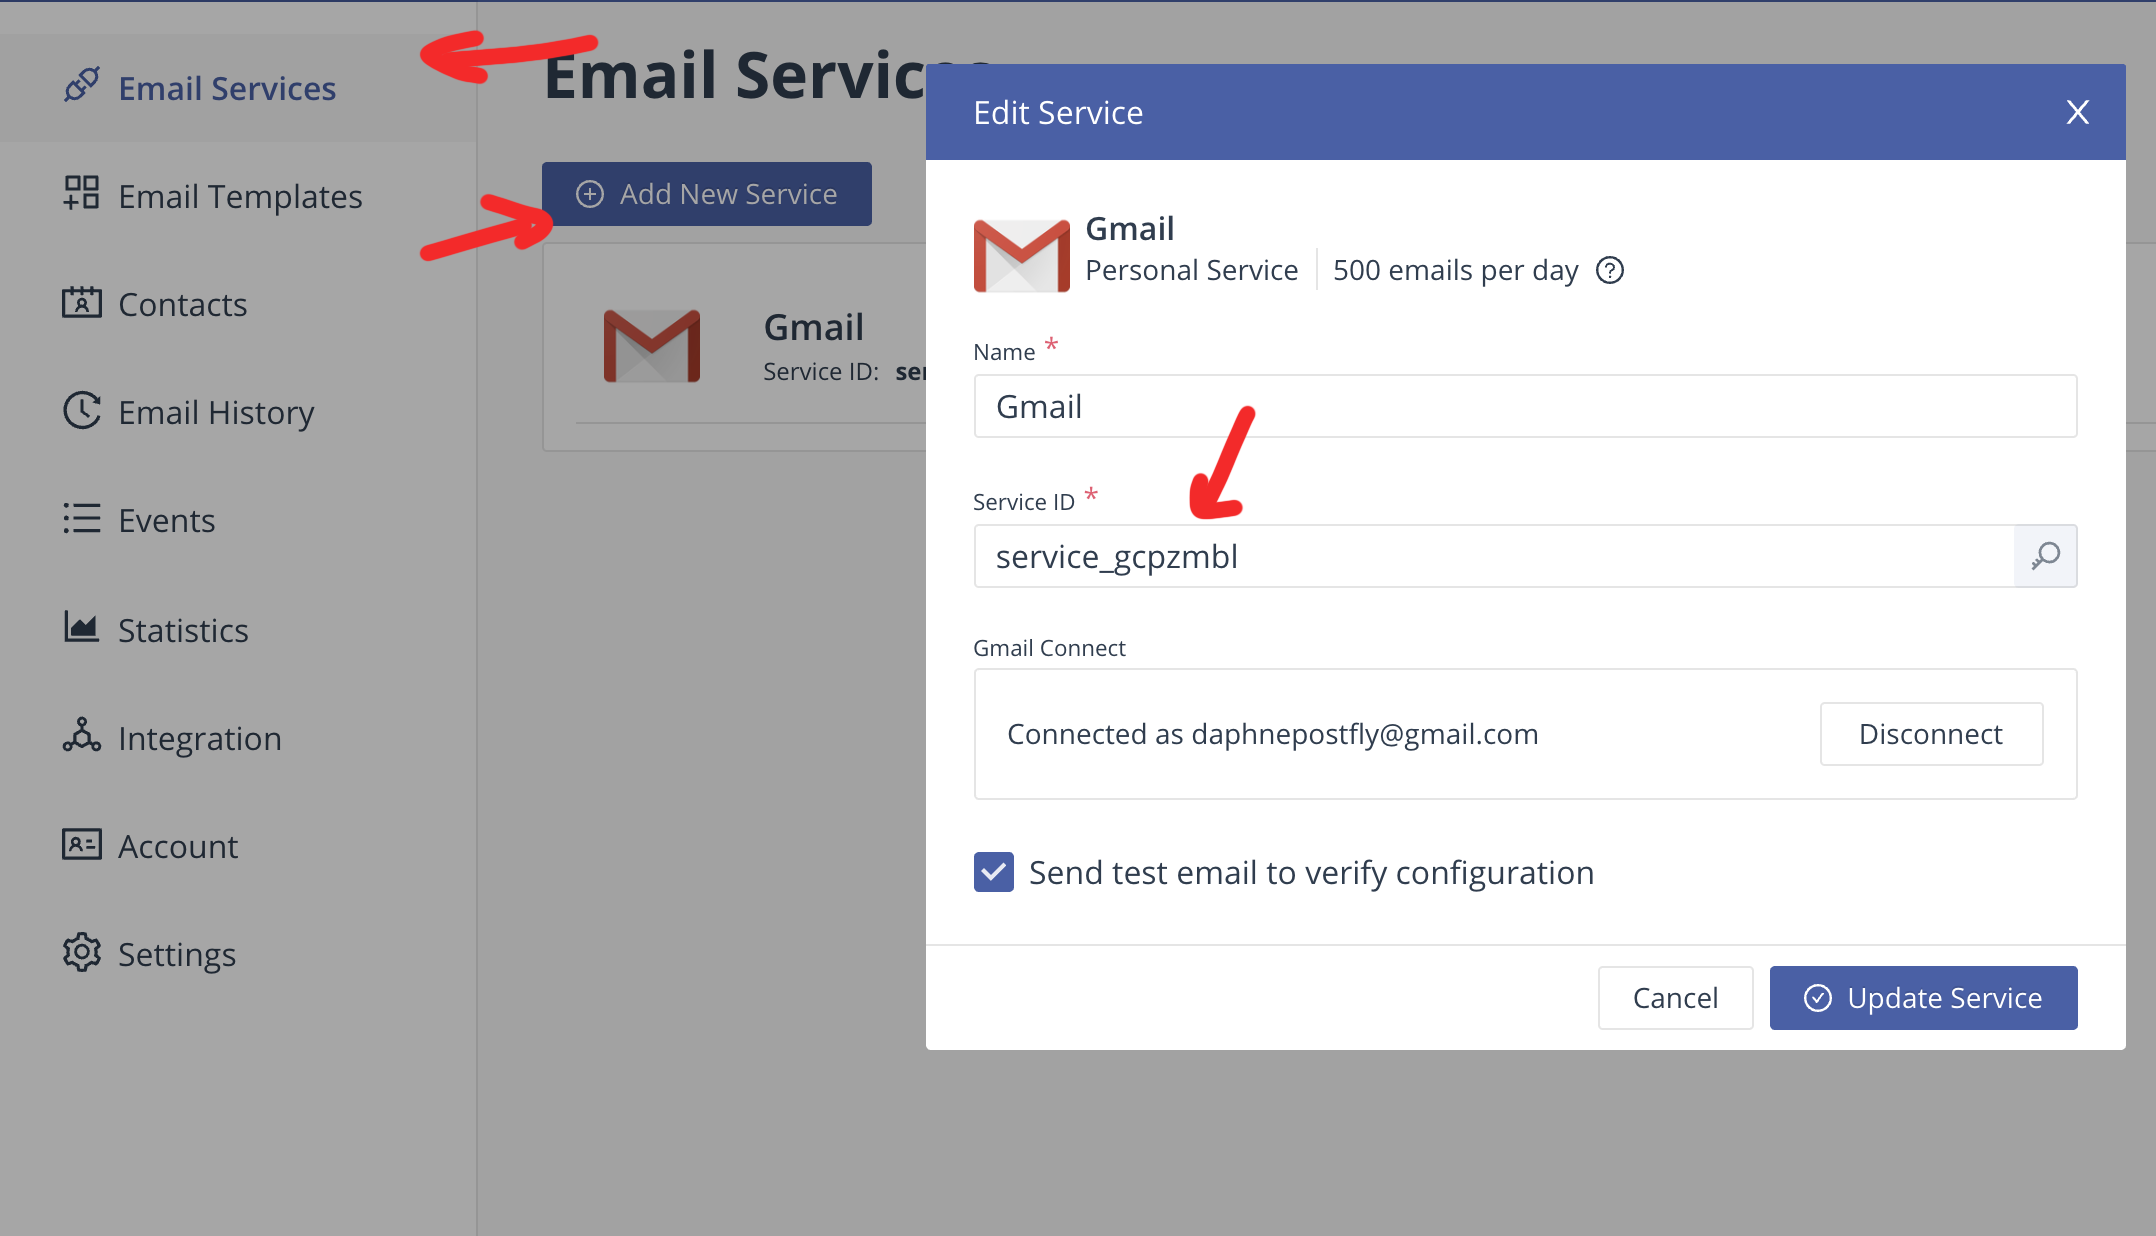 Email Services
Email Templates
Contacts
Email History
Events
Statistics
Integration
Account
Settings
Email Services
Add New Service
Gmail
Service ID:
Edit Service
X
Gmail
Personal Service
500 emails per day
?
Name *
Gmail
Service ID *
service_gcpzmbl
Gmail Connect
Connected as daphnepostfly@gmail.com
Disconnect
Send test email to verify configuration
Cancel
Update Service